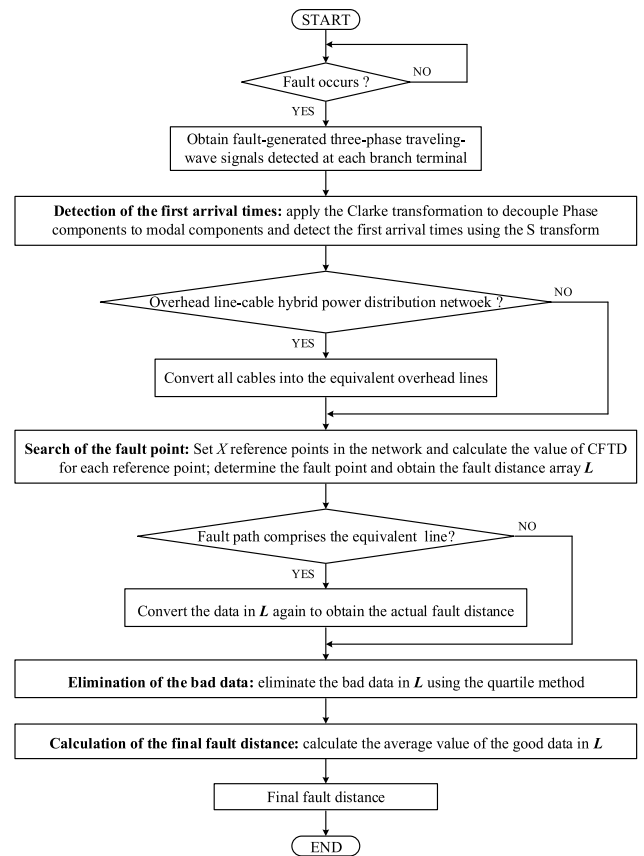 START
Fault occurs ?
NO
YES
Obtain fault-generated three-phase traveling-
wave signals detected at each branch terminal
Detection of the first arrival times: apply the Clarke transformation to decouple Phase
components to modal components and detect the first arrival times using the S transform
Overhead line-cable hybrid power distribution netwoek ?
NO
YES
Convert all cables into the equivalent overhead lines
Search of the fault point: Set X reference points in the network and calculate the value of CFTD
for each reference point; determine the fault point and obtain the fault distance array L
Fault path comprises the equivalent line?
NO
YES
Convert the data in L again to obtain the actual fault distance
Elimination of the bad data: eliminate the bad data in L using the quartile method
Calculation of the final fault distance: calculate the average value of the good data in L
Final fault distance
END